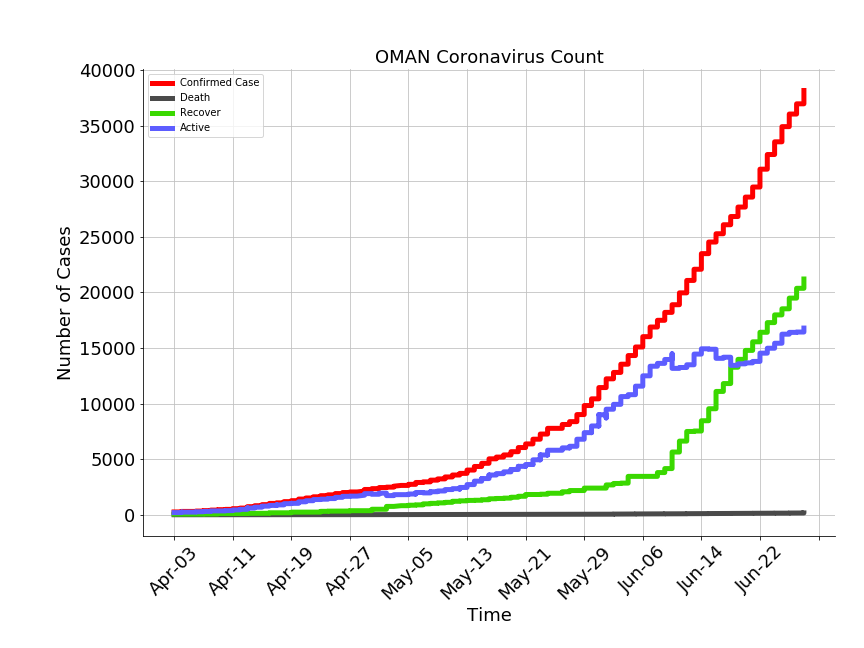 OMAN Coronavirus Count
Confirmed Case
Death
Recover
Active
Number of Cases
40000
35000
30000
25000
20000
15000
10000
5000
0
Apr-03
Apr-11
Apr-19
Apr-27
May-05
May-13
May-21
May-29
Jun-06
Jun-14
Jun-22
Time